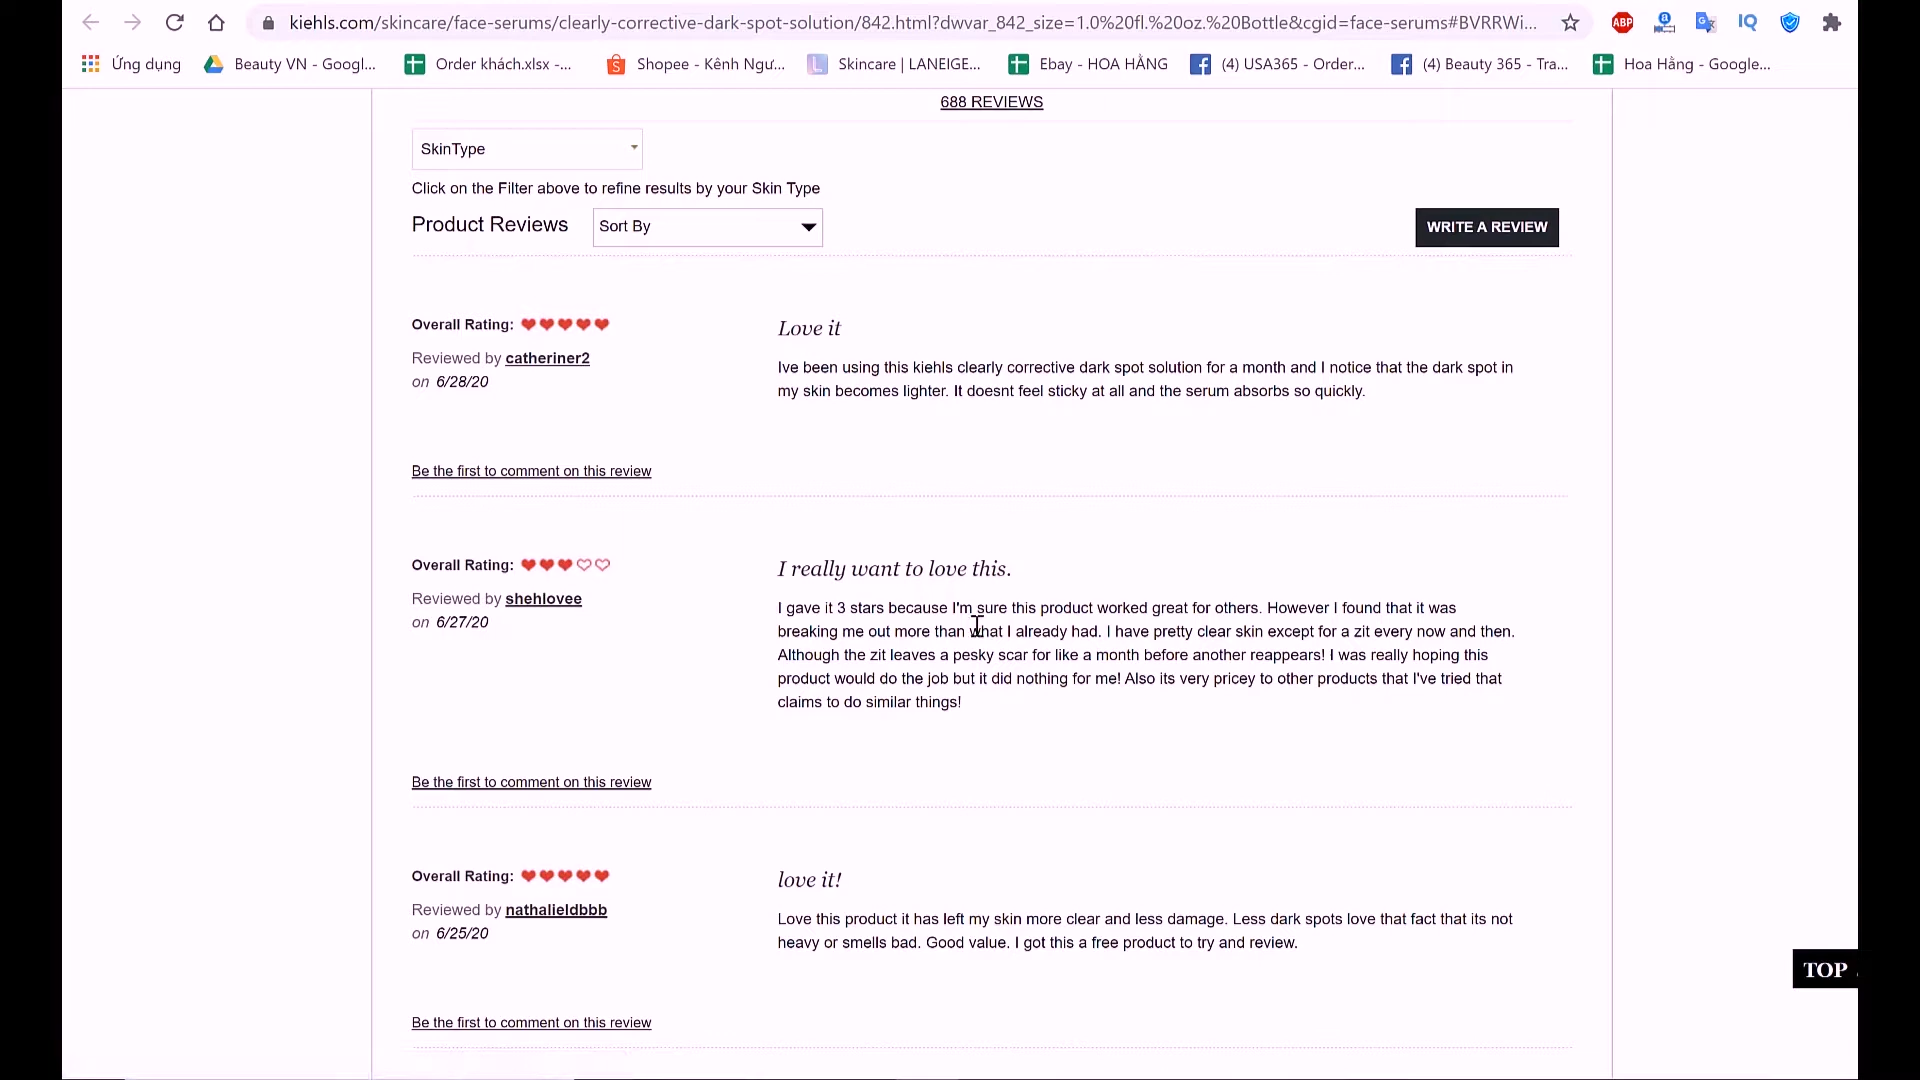 kiehls.com/skincare/face-serums/clearly-corrective-dark-spot-solution/842.html?dwvar_842_size=1.0%20fl.%20oz.%20Bottle&cgid=face-serums#BVRRWi...
ABP
IQ
Ứng dụng
Beauty VN - Googl...
Order khách.xlsx -...
Shopee - Kênh Ngư...
Skincare | LANEIGE...
Ebay - HOA HẰNG
(4) USA365 - Order...
(4) Beauty 365 - Tra...
Hoa Hằng - Google...
688 REVIEWS
SkinType
Click on the Filter above to refine results by your Skin Type
Product Reviews
Sort By
WRITE A REVIEW
Overall Rating:
Reviewed by catheriner2
on 6/28/20
Love it
Ive been using this kiehls clearly corrective dark spot solution for a month and I notice that the dark spot in
my skin becomes lighter. It doesnt feel sticky at all and the serum absorbs so quickly.
Be the first to comment on this review
Overall Rating:
Reviewed by shehlovee
on 6/27/20
I really want to love this.
I gave it 3 stars because I'm sure this product worked great for others. However I found that it was
breaking me out more than what I already had. I have pretty clear skin except for a zit every now and then.
Although the zit leaves a pesky scar for like a month before another reappears! I was really hoping this
product would do the job but it did nothing for me! Also its very pricey to other products that I've tried that
claims to do similar things!
Be the first to comment on this review
Overall Rating:
Reviewed by nathalieldbbb
on 6/25/20
love it!
Love this product it has left my skin more clear and less damage. Less dark spots love that fact that its not
heavy or smells bad. Good value. I got this a free product to try and review.
Be the first to comment on this review
TOP